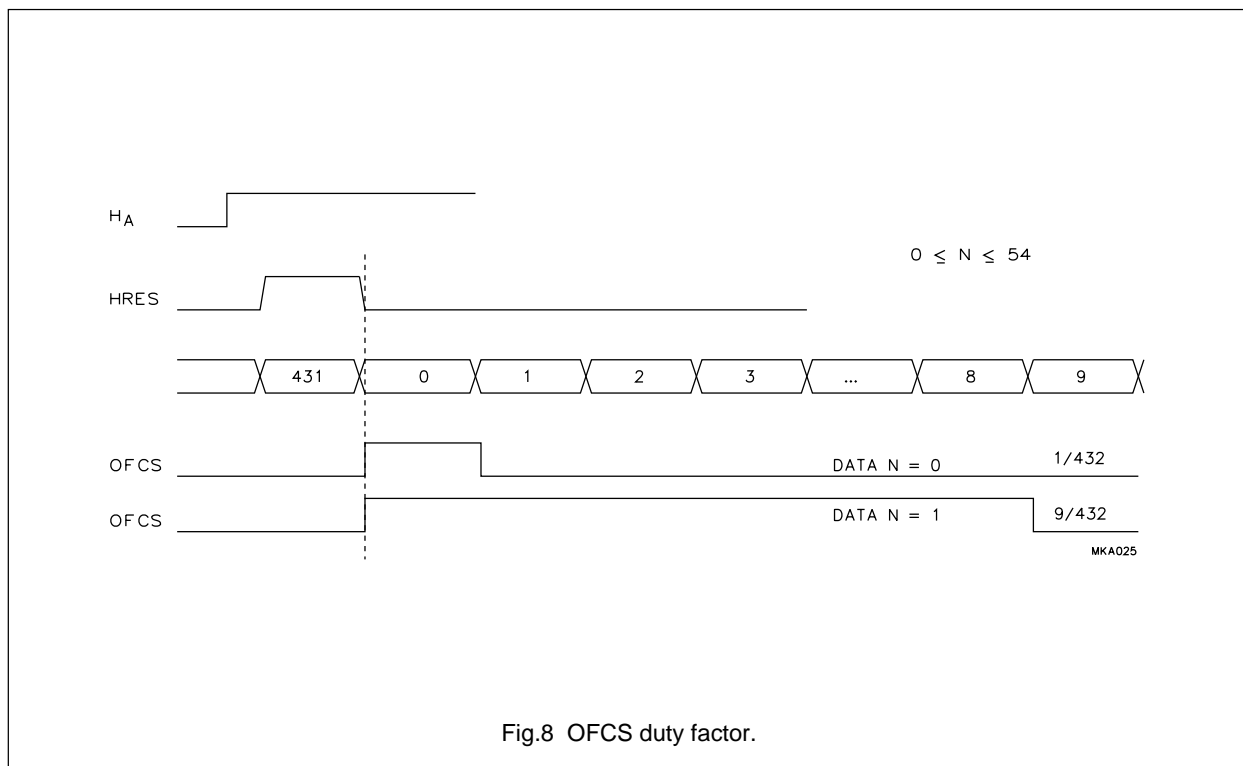 HA
0 ≤ N ≤ 54
HRES
431 0 1 2 3 ... 8 9
OFCS DATA N = 0 1/432
OFCS DATA N = 1 9/432
MKA025
Fig.8 OFCS duty factor.